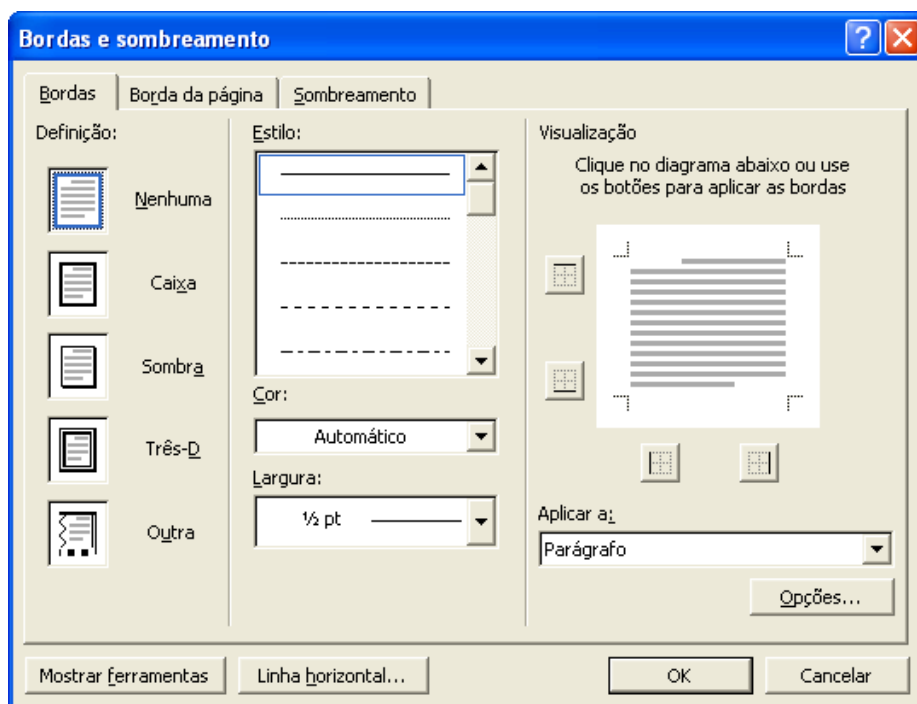 Bordas e sombreamento
Bordas
Borda da página
Sombreamento
Definição:
Nenhuma
Caixa
Sombra
Três-D
Outra
Estilo:
Cor:
Automático
Largura:
½ pt
Visualização
Clique no diagrama abaixo ou use
os botões para aplicar as bordas
Aplicar a:
Parágrafo
Opções...
Mostrar ferramentas
Linha horizontal...
OK
Cancelar